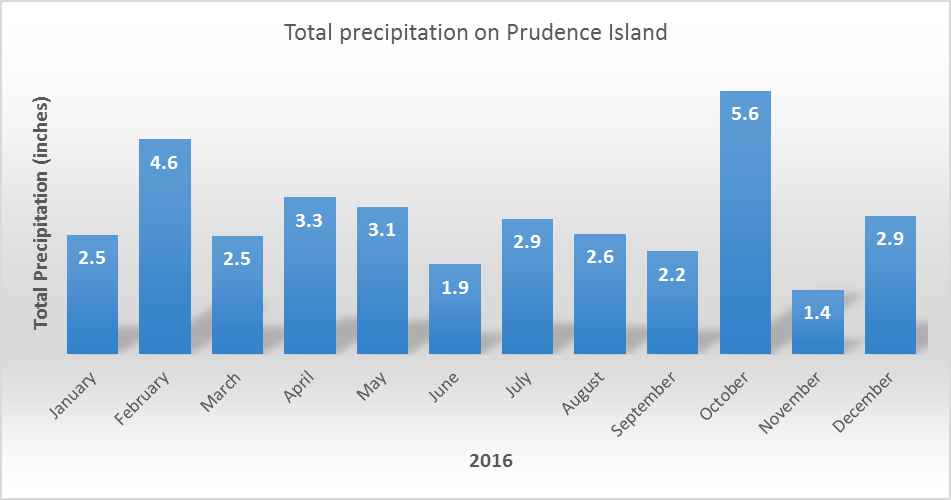 Total precipitation on Prudence Island
Total Precipitation (inches)
2.5
4.6
2.5
3.3
3.1
1.9
2.9
2.6
2.2
5.6
1.4
2.9
January
February
March
April
May
June
July
August
September
October
November
December
2016